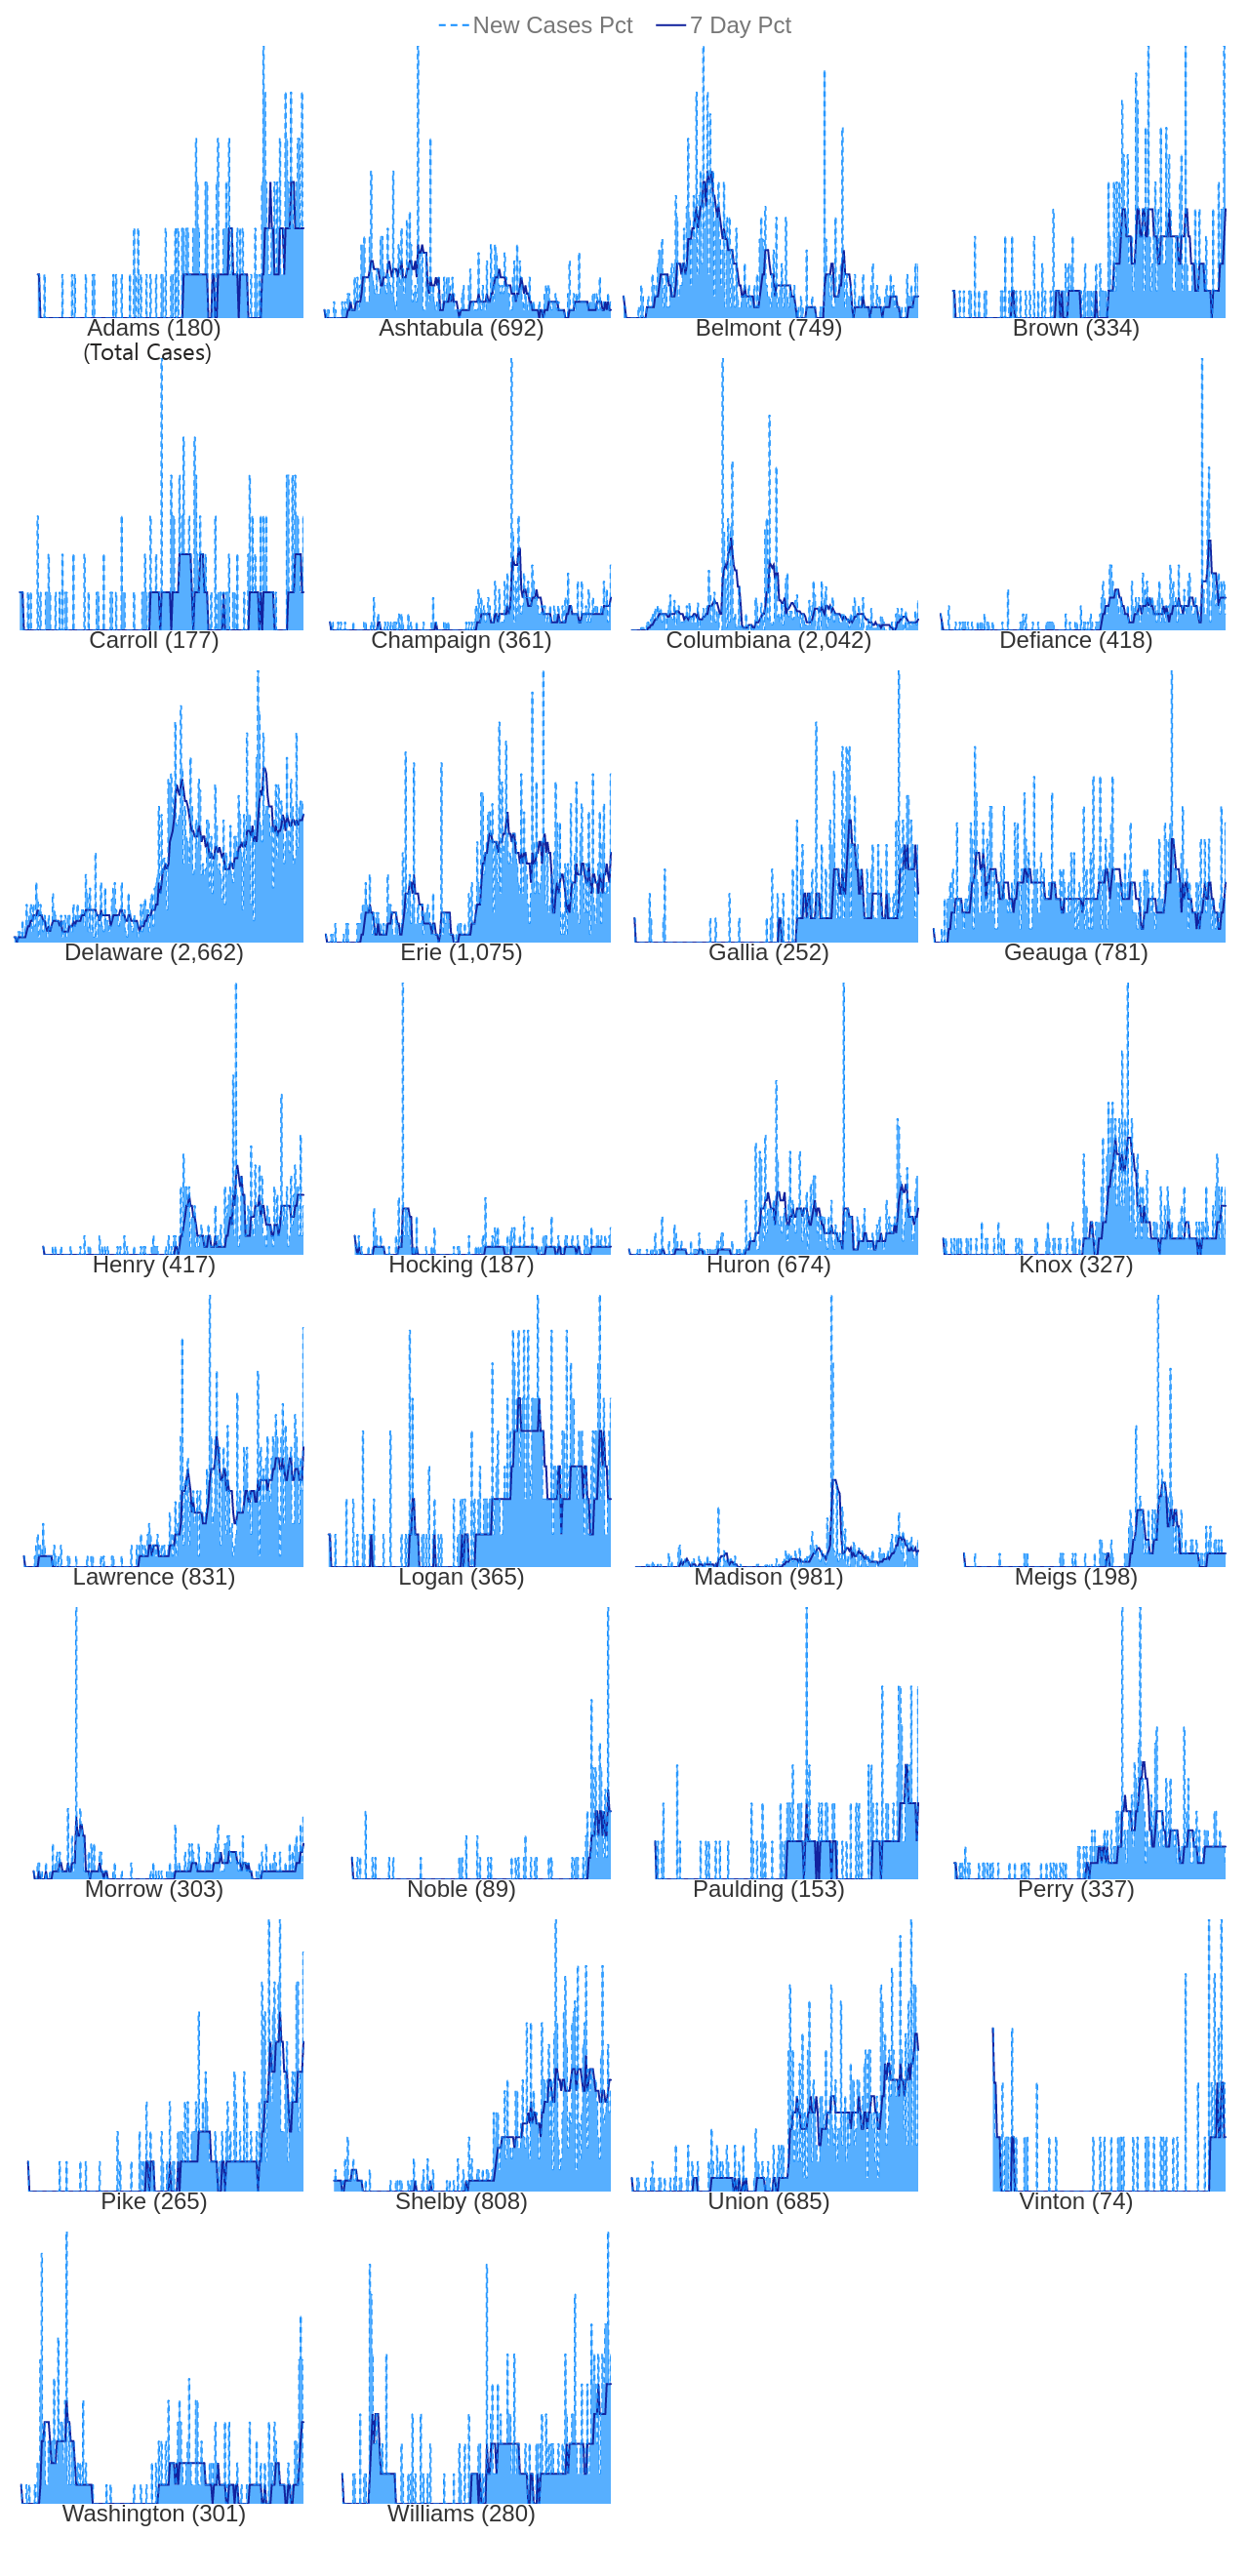 New Cases Pct 7 Day Pct
Adams (180) Ashtabula (692) Belmont (749) Brown (334)
(Total Cases)
Carroll (177) Champaign (361) Columbiana (2,042) Defiance (418)
Delaware (2,662) Erie (1,075) Gallia (252) Geauga (781)
Henry (417) Hocking (187) Huron (674) Knox (327)
Lawrence (831) Logan (365) Madison (981) Meigs (198)
Morrow (303) Noble (89) Paulding (153) Perry (337)
Pike (265) Shelby (808) Union (685) Vinton (74)
Washington (301) Williams (280)